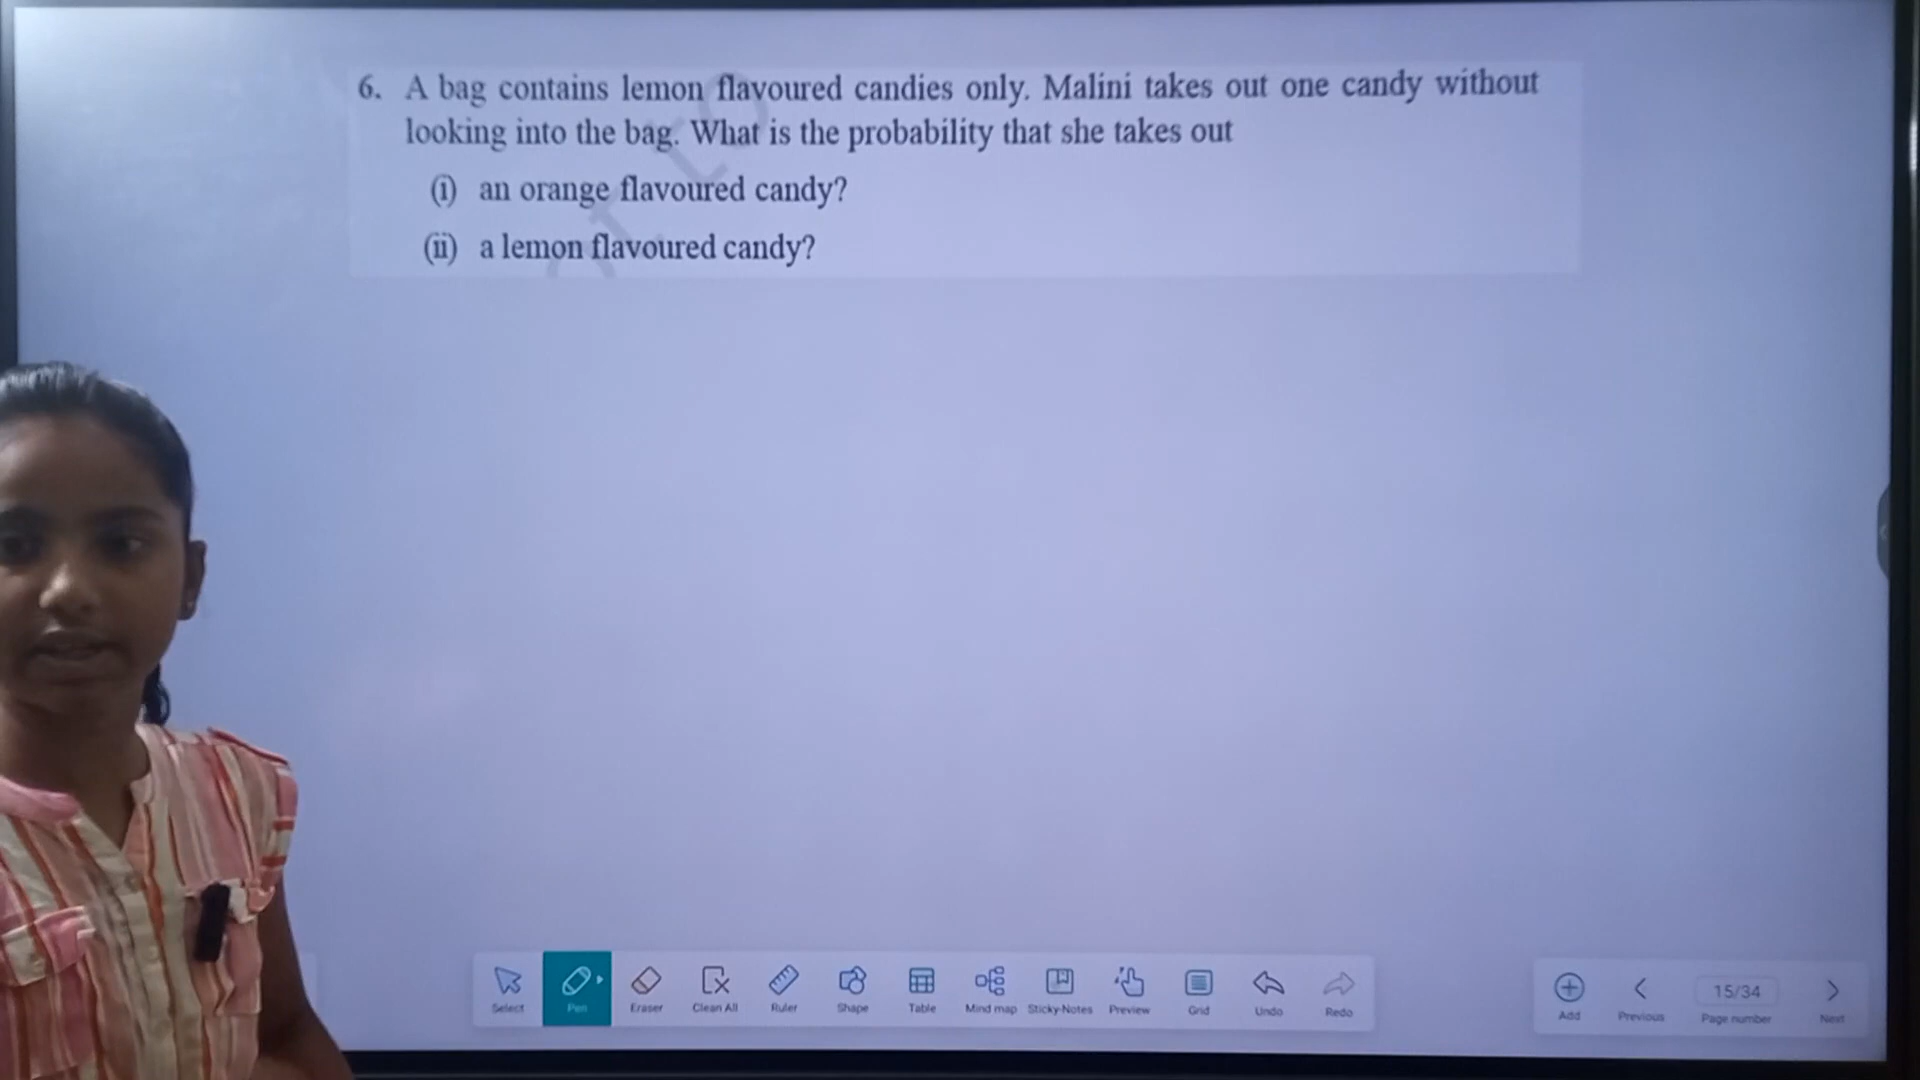 6. A bag contains lemon flavoured candies only. Malini takes out one candy without
looking into the bag. What is the probability that she takes out
(i) an orange flavoured candy?
(ii) a lemon flavoured candy?
Select Pen Eraser Clean All Ruler Shape Table Mind map Sticky-Notes Preview Grid Undo Redo
Add Previous 15/34 Page number Next